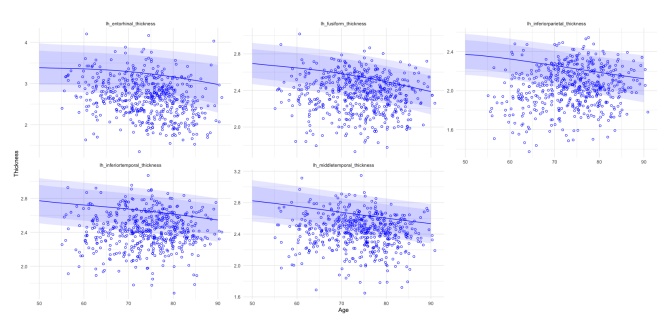 lh_entorhinal_thickness
lh_fusiform_thickness
lh_inferiorparietal_thickness
4
3
2
2.8
2.4
2.0
2.4
2.0
1.6
50 60 70 80 90
Thickness
lh_inferiortemporal_thickness
lh_middletemporal_thickness
2.8
2.4
2.0
3.2
2.8
2.4
2.0
1.6
50 60 70 80 90
50 60 70 80 90
Age